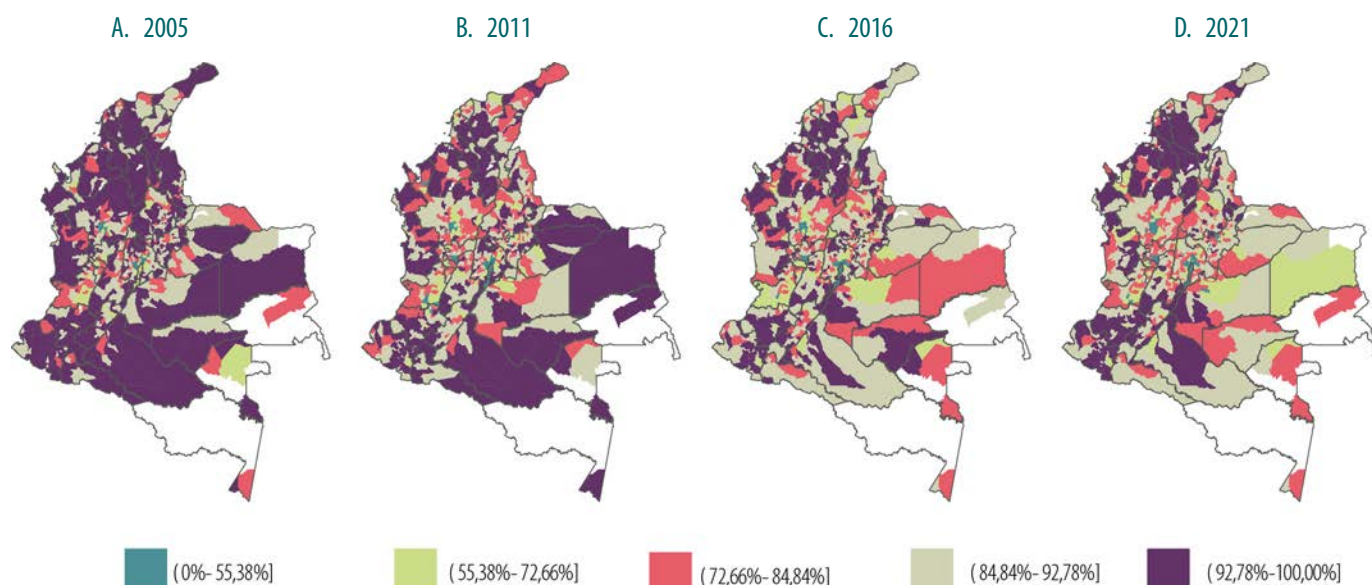 A. 2005
B. 2011
C. 2016
D. 2021
( 0%- 55,38%]
(55,38%- 72,66%]
(72,66%- 84,84%]
(84,84%- 92,78%]
(92,78%-100,00%]